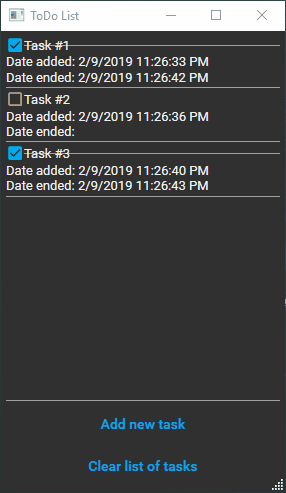 ToDo List
Task #1
Date added: 2/9/2019 11:26:33 PM
Date ended: 2/9/2019 11:26:42 PM
Task #2
Date added: 2/9/2019 11:26:36 PM
Date ended:
Task #3
Date added: 2/9/2019 11:26:40 PM
Date ended: 2/9/2019 11:26:43 PM
Add new task
Clear list of tasks